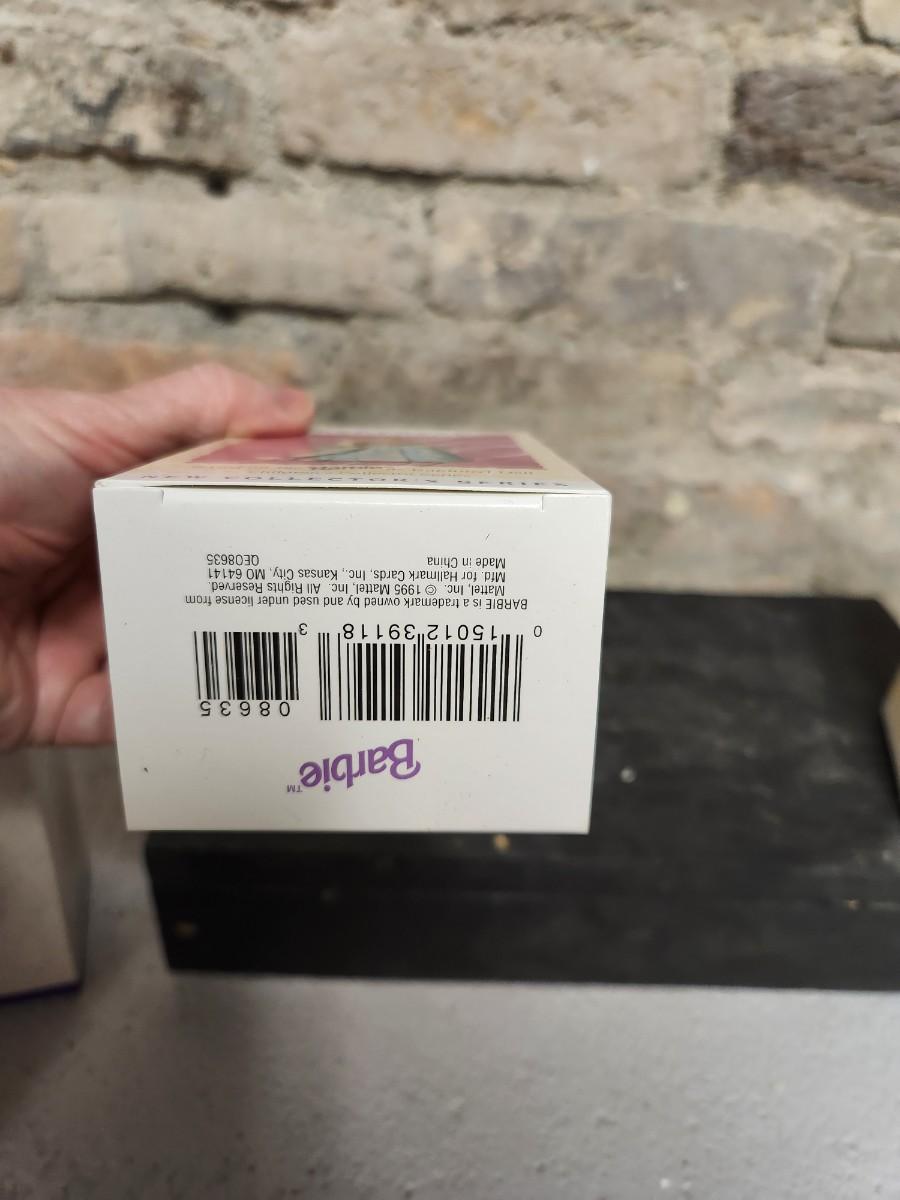 Barbie™
08635
0 15012 39118 3
BARBIE is a trademark owned by and used under license from
Mattel, Inc. © 1995 Mattel, Inc. All Rights Reserved.
Mfd. for Hallmark Cards, Inc., Kansas City, MO 64141
Made in China QEO8635
NEW COLLECTOR'S SERIES